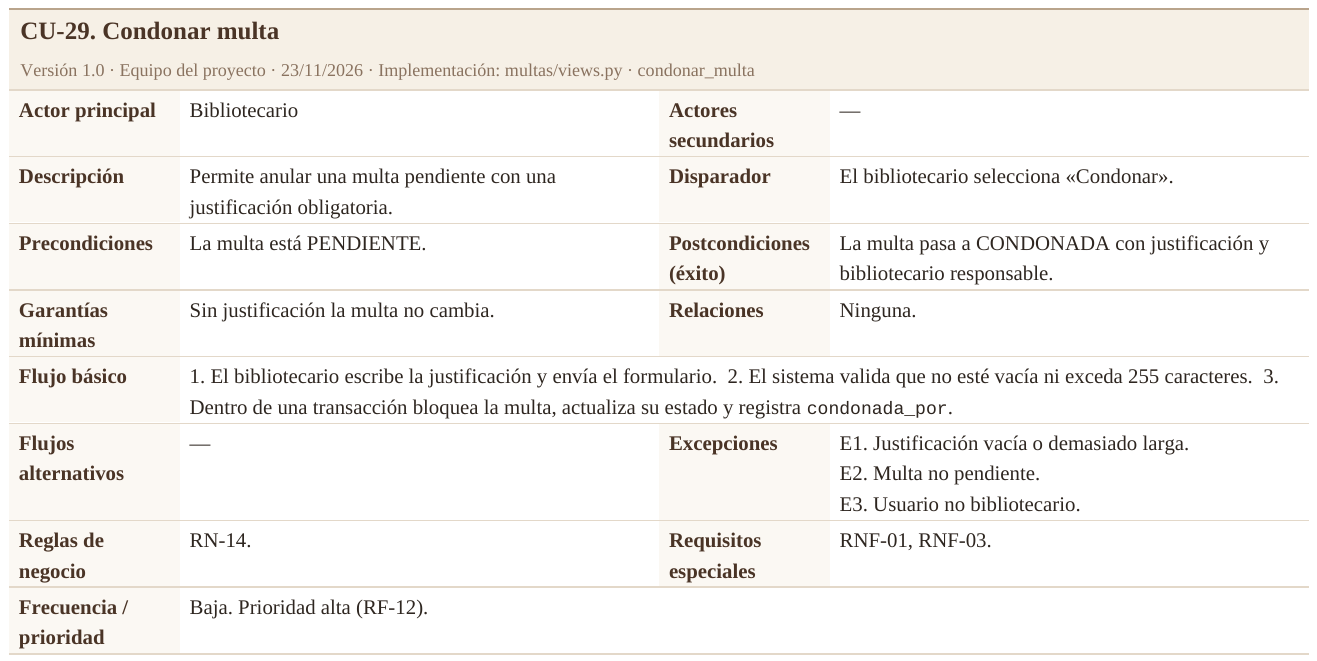 CU-29. Condonar multa
Versión 1.0 · Equipo del proyecto · 23/11/2026 · Implementación: multas/views.py · condonar_multa
Actor principal
Bibliotecario
Actores
secundarios
—
Descripción
Permite anular una multa pendiente con una
justificación obligatoria.
Disparador
El bibliotecario selecciona «Condonar».
Precondiciones
La multa está PENDIENTE.
Postcondiciones
(éxito)
La multa pasa a CONDONADA con justificación y
bibliotecario responsable.
Garantías
mínimas
Sin justificación la multa no cambia.
Relaciones
Ninguna.
Flujo básico
1. El bibliotecario escribe la justificación y envía el formulario. 2. El sistema valida que no esté vacía ni exceda 255 caracteres. 3.
Dentro de una transacción bloquea la multa, actualiza su estado y registra condonada_por.
Flujos
alternativos
—
Excepciones
E1. Justificación vacía o demasiado larga.
E2. Multa no pendiente.
E3. Usuario no bibliotecario.
Reglas de
negocio
RN-14.
Requisitos
especiales
RNF-01, RNF-03.
Frecuencia /
prioridad
Baja. Prioridad alta (RF-12).